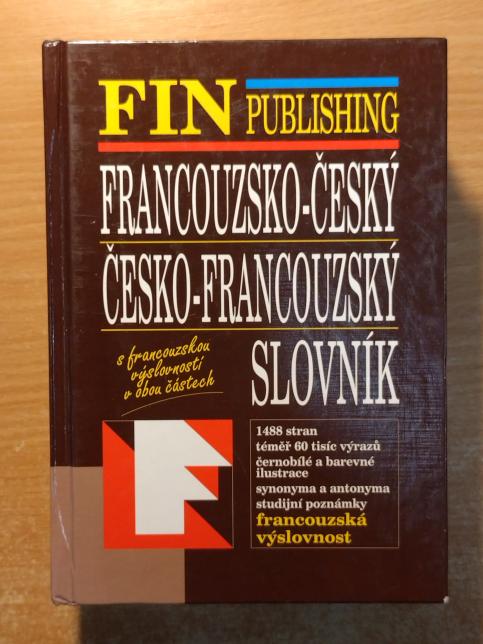 FIN PUBLISHING
FRANCOUZSKO-ČESKÝ
ČESKO-FRANCOUZSKÝ
SLOVNÍK
s francouzskou
výslovností
v obou částech
1488 stran
téměř 60 tisíc výrazů
černobílé a barevné
ilustrace
synonyma a antonyma
studijní poznámky
francouzská
výslovnost